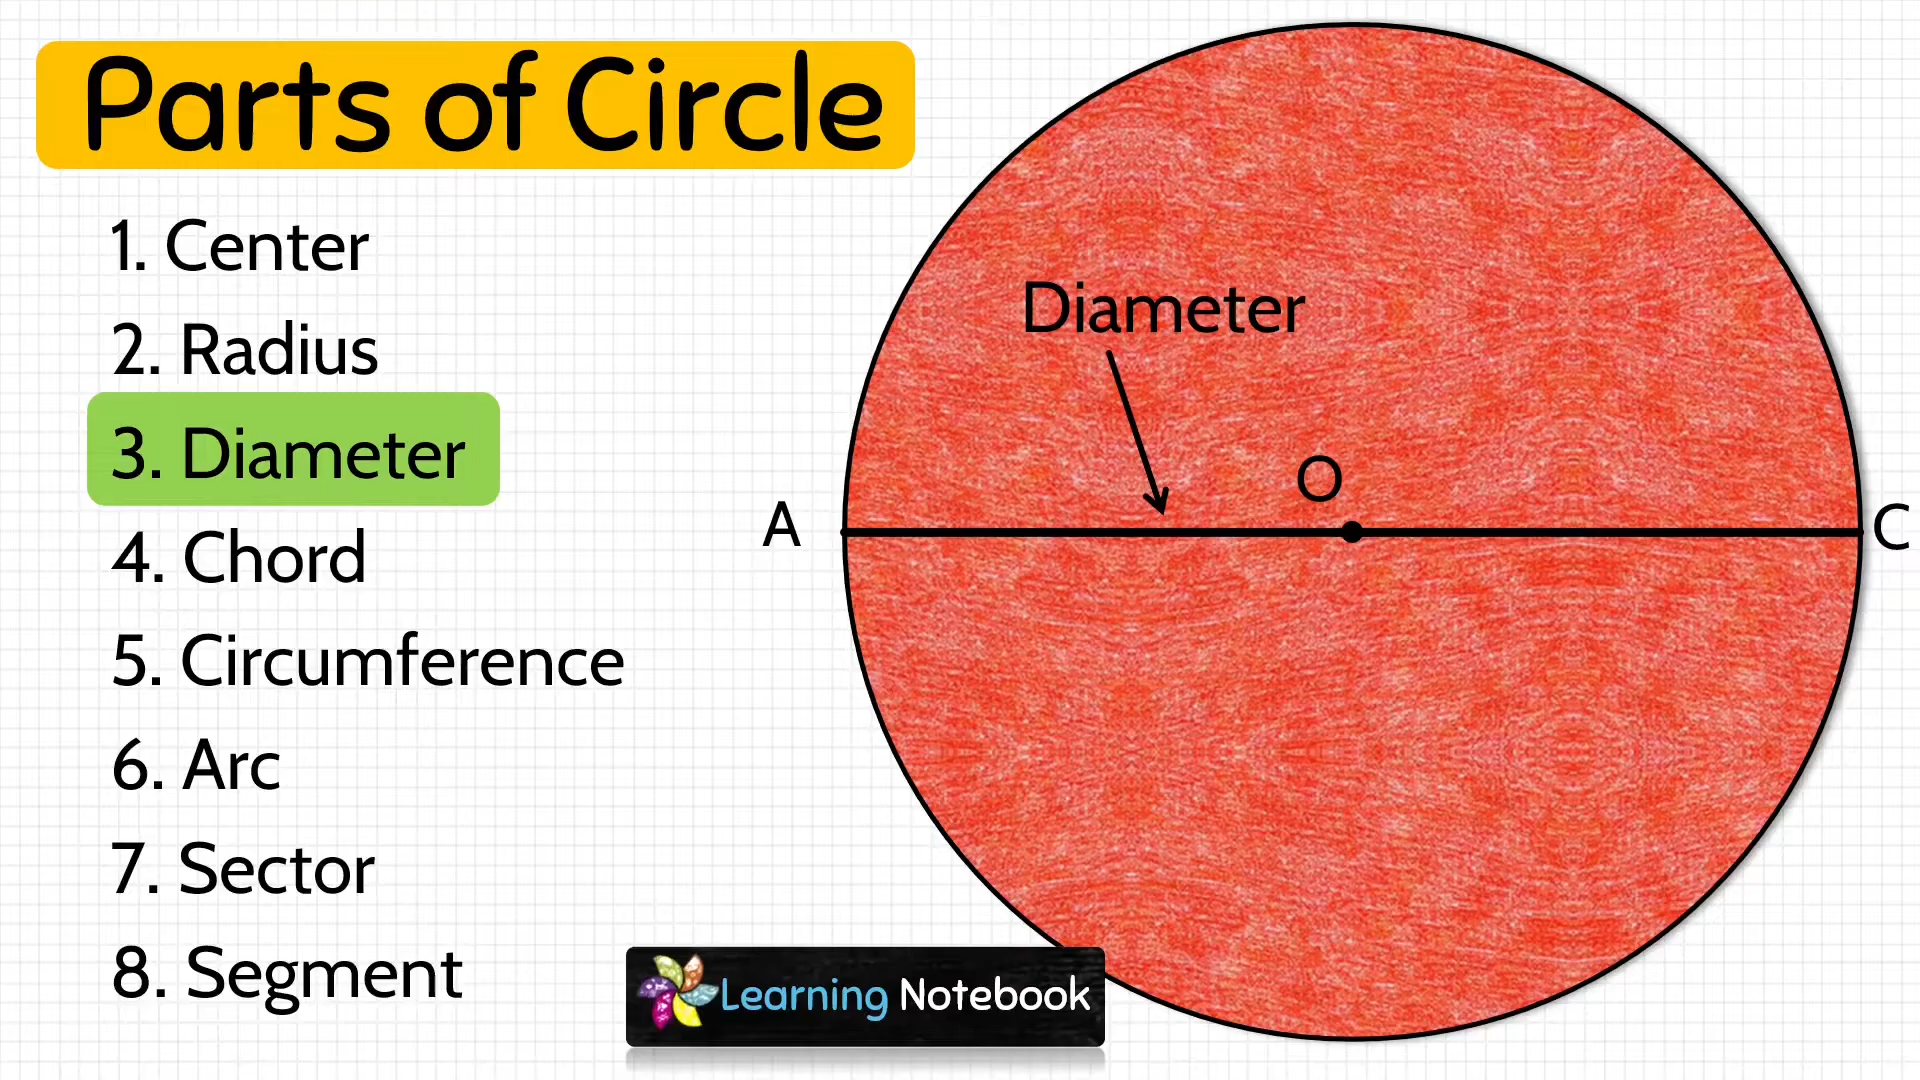 Parts of Circle
1. Center
2. Radius
3. Diameter
4. Chord
5. Circumference
6. Arc
7. Sector
8. Segment
Diameter
O
A
C
Learning Notebook